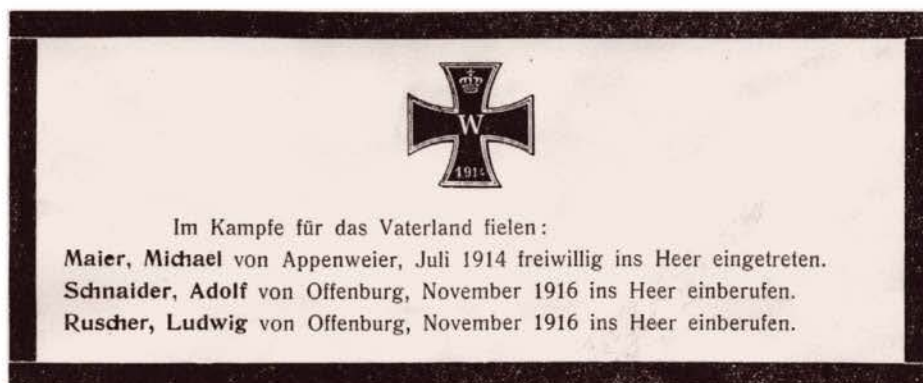 W
1914
Im Kampfe für das Vaterland fielen:
Maier, Michael von Appenweier, Juli 1914 freiwillig ins Heer eingetreten.
Schnaider, Adolf von Offenburg, November 1916 ins Heer einberufen.
Ruscher, Ludwig von Offenburg, November 1916 ins Heer einberufen.